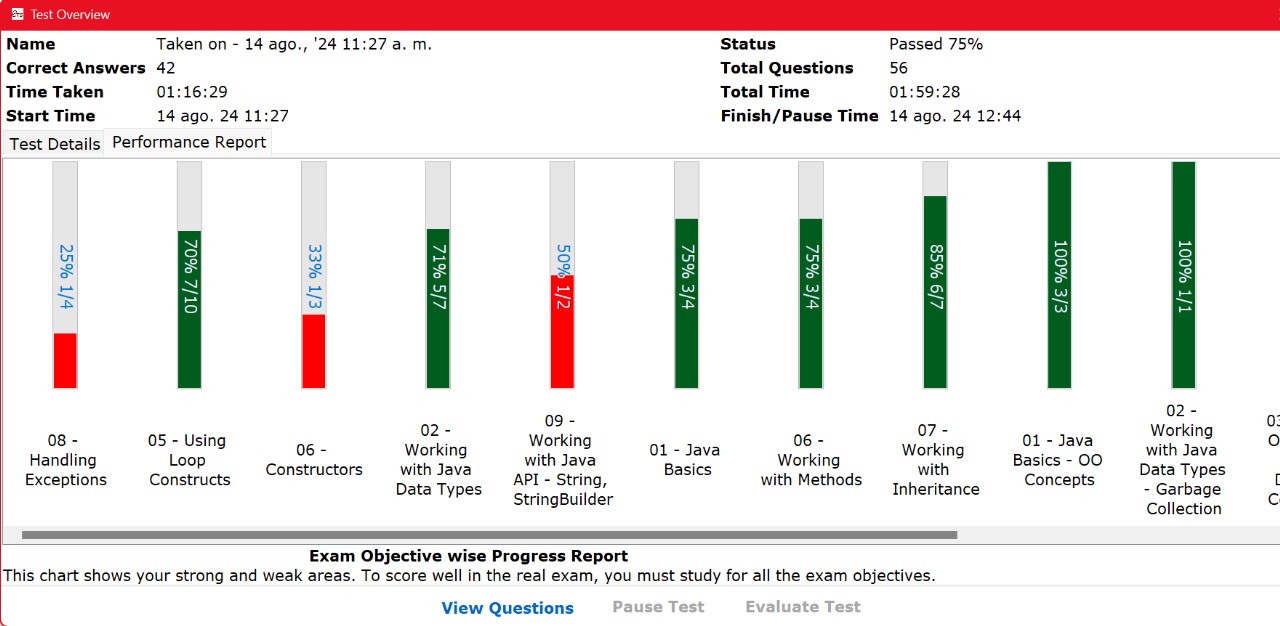 Test Overview
Name Taken on - 14 ago., '24 11:27 a. m. Status Passed 75%
Correct Answers 42 Total Questions 56
Time Taken 01:16:29 Total Time 01:59:28
Start Time 14 ago. 24 11:27 Finish/Pause Time 14 ago. 24 12:44
Test Details Performance Report
25% 1/4
70% 7/10
33% 1/3
71% 5/7
50% 1/2
75% 3/4
75% 3/4
85% 6/7
100% 3/3
100% 1/1
08 -
Handling
Exceptions
05 - Using
Loop
Constructs
06 -
Constructors
02 -
Working
with Java
Data Types
09 -
Working
with Java
API - String,
StringBuilder
01 - Java
Basics
06 -
Working
with Methods
07 -
Working
with
Inheritance
01 - Java
Basics - OO
Concepts
02 -
Working
with Java
Data Types
- Garbage
Collection
Exam Objective wise Progress Report
This chart shows your strong and weak areas. To score well in the real exam, you must study for all the exam objectives.
View Questions Pause Test Evaluate Test